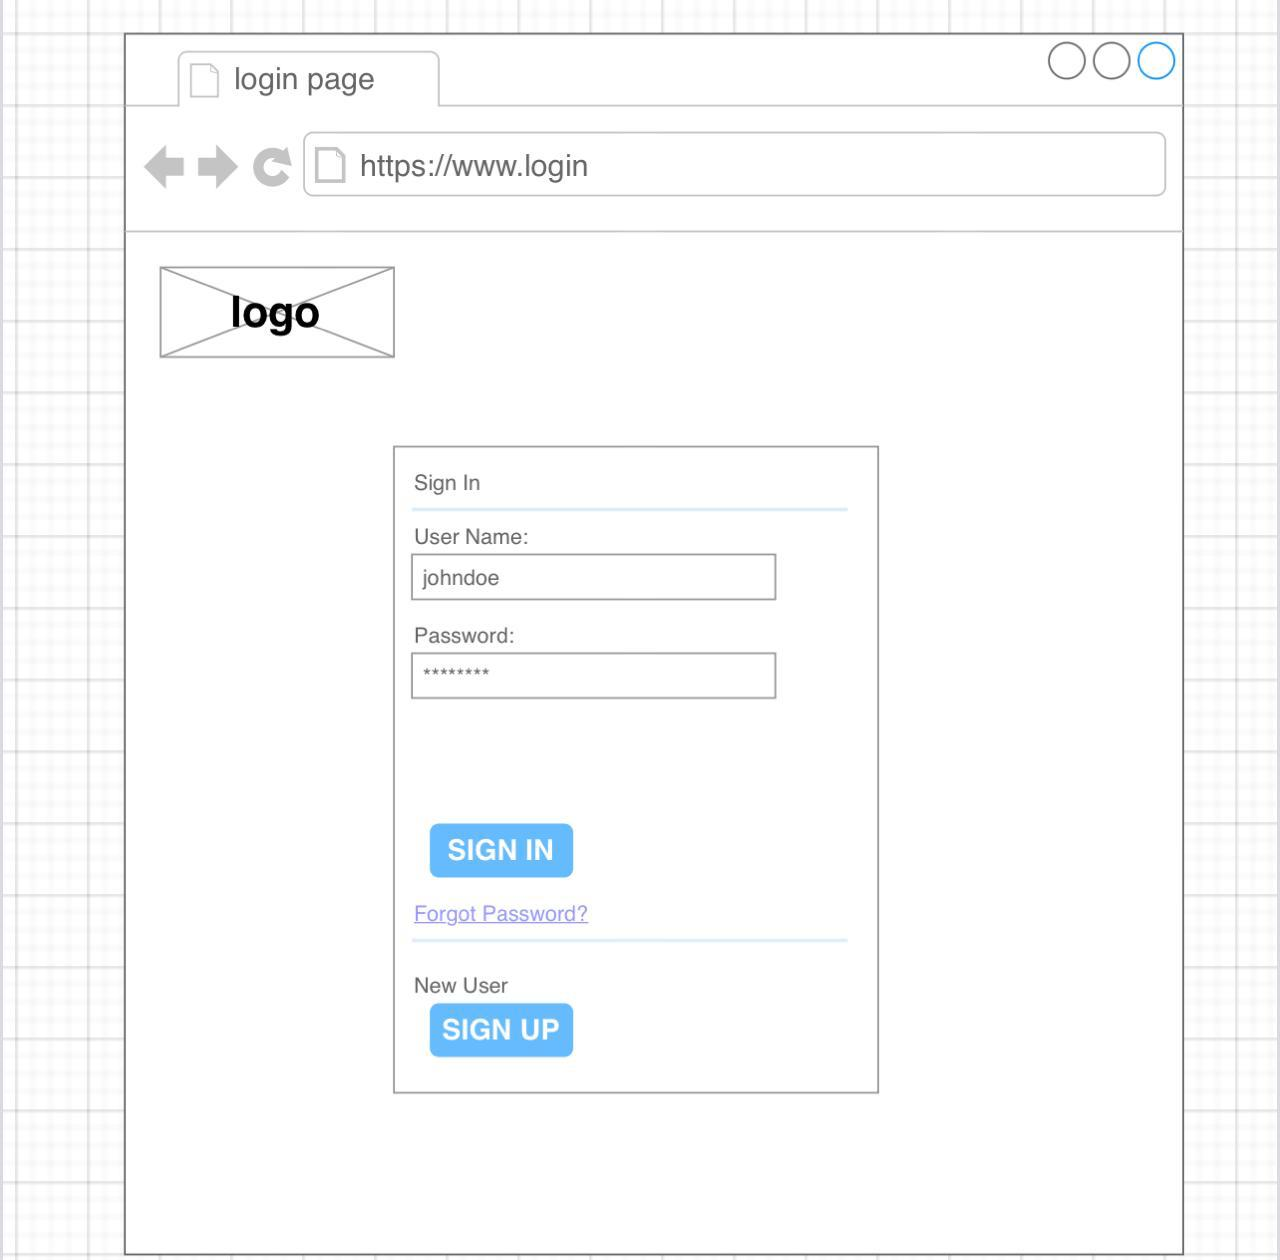 login page
https://www.login
logo
Sign In
User Name:
johndoe
Password:
********
SIGN IN
Forgot Password?
New User
SIGN UP